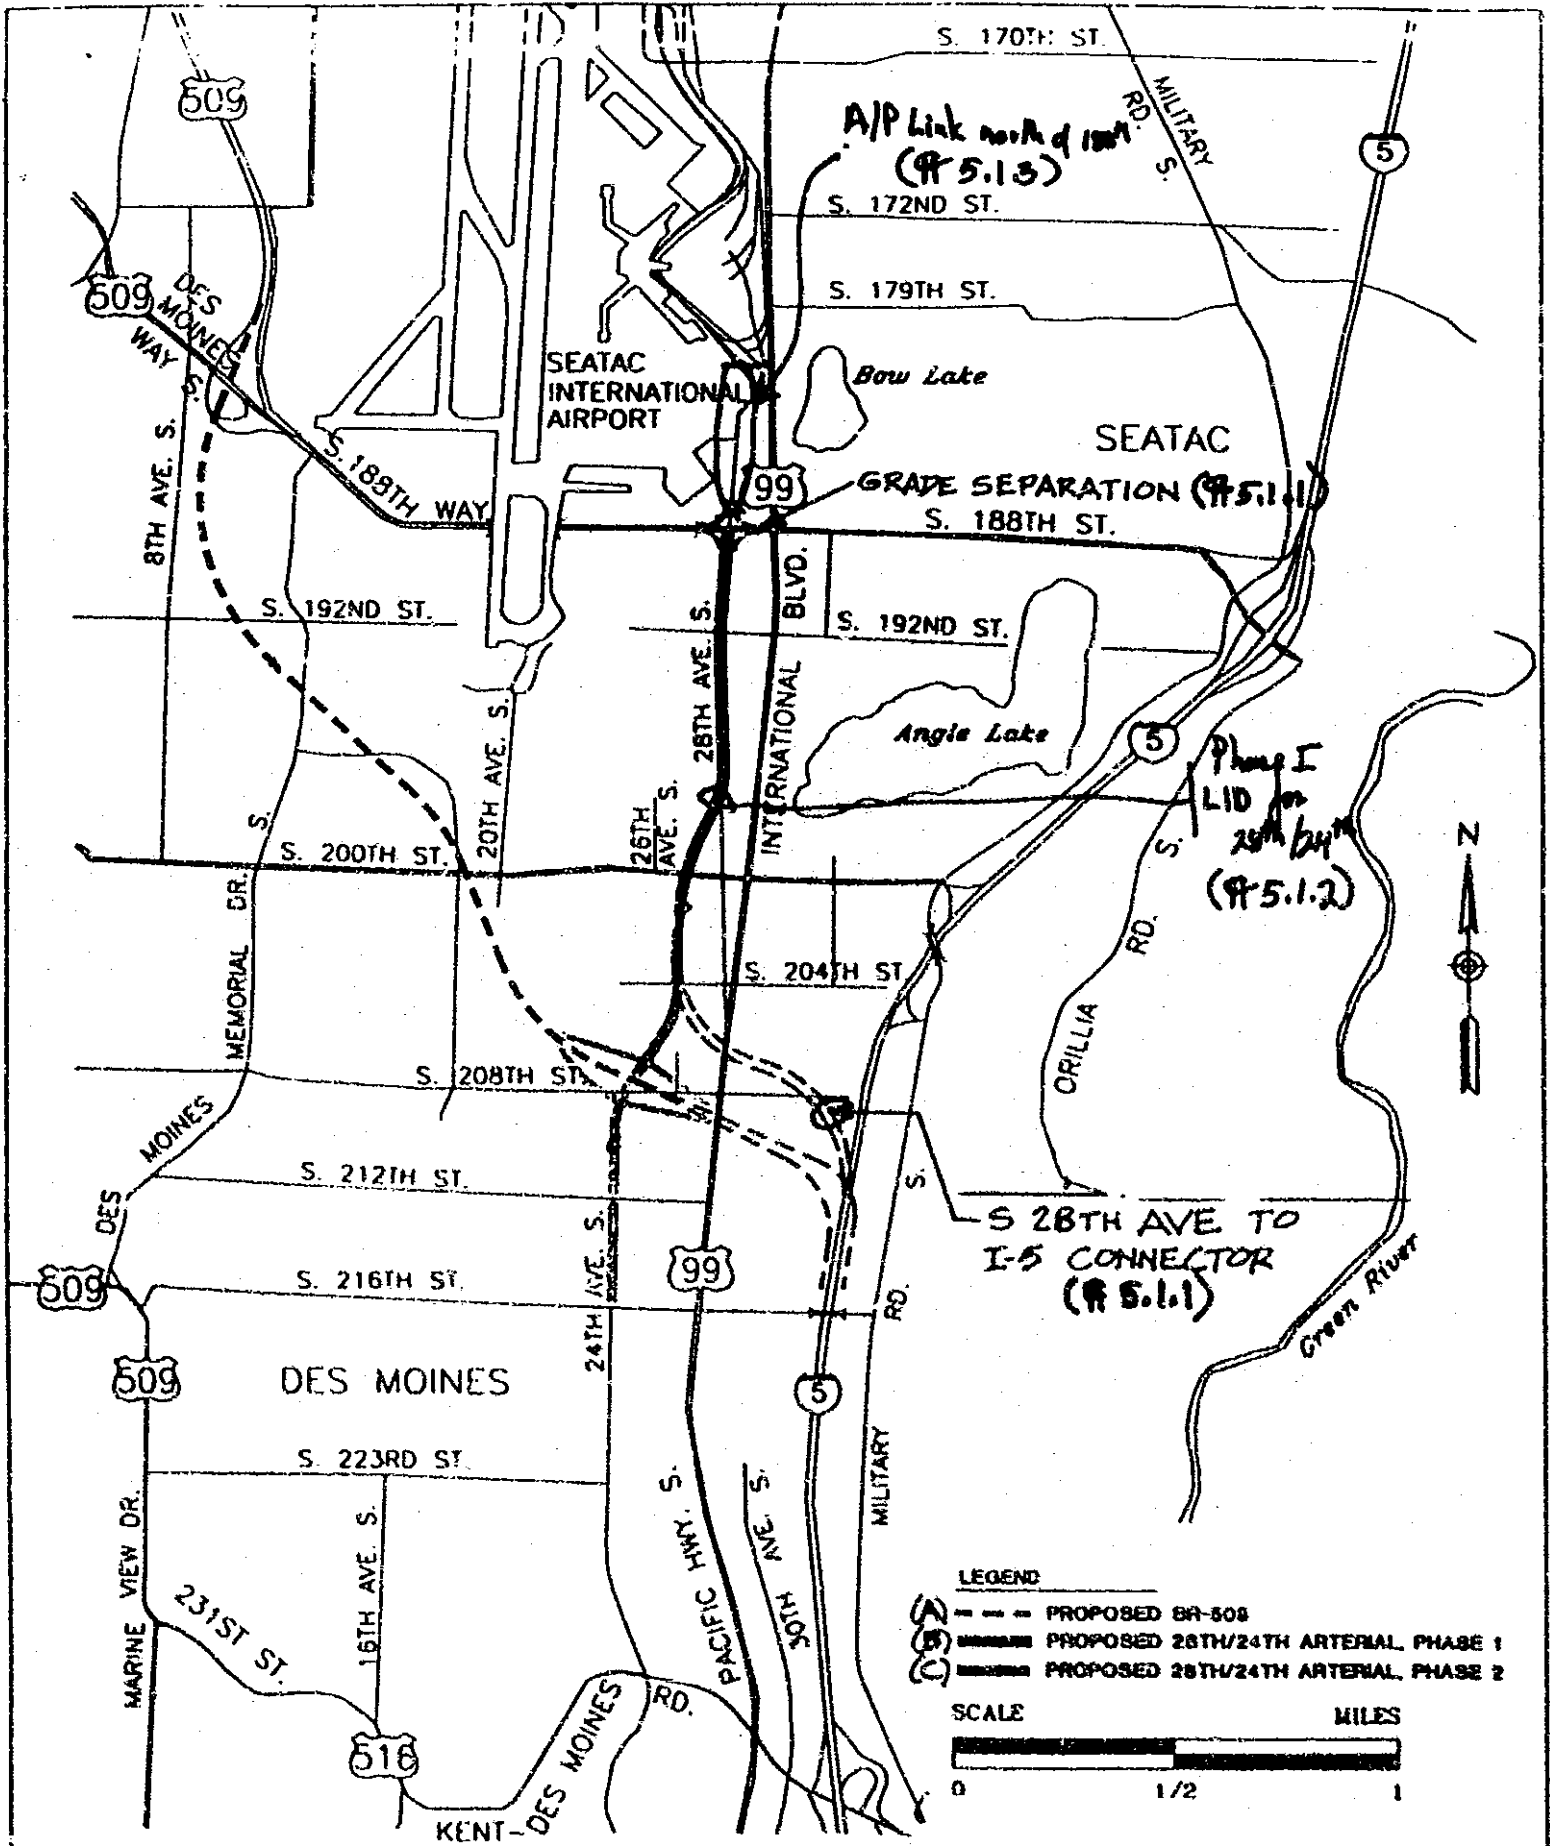 S. 170TH ST.
MILITARY
RD.
S.
509
5
A/P Link north of 188th
(¶ 5.1.3)
S. 172ND ST.
509
DES
MOINES
WAY S.
S. 179TH ST.
SEATAC
INTERNATIONAL
AIRPORT
Bow Lake
SEATAC
8TH AVE. S.
S. 188TH WAY
99
GRADE SEPARATION (¶5.1.1)
S. 188TH ST.
BLVD.
S. 192ND ST.
28TH AVE. S.
S. 192ND ST.
INTERNATIONAL
20TH AVE. S.
Angle Lake
5
Phase I
LID for
28th/24th
(¶ 5.1.2)
26TH
AVE. S.
S.
S. 200TH ST.
S.
RD.
N
MEMORIAL DR.
S. 204TH ST.
ORILLIA
S. 208TH ST.
MOINES
DES
S. 212TH ST.
S.
S 28TH AVE TO
I-5 CONNECTOR
(¶ 5.1.1)
24TH AVE. S.
99
509
S. 216TH ST.
RD.
Green River
509
DES MOINES
5
S. 223RD ST.
MILITARY
MARINE VIEW DR.
16TH AVE. S.
PACIFIC HWY. S.
30TH AVE S.
231ST ST.
LEGEND
(A) PROPOSED SR-509
(B) PROPOSED 28TH/24TH ARTERIAL, PHASE 1
(C) PROPOSED 28TH/24TH ARTERIAL, PHASE 2
SCALE MILES
0 1/2 1
516
KENT-DES MOINES RD.